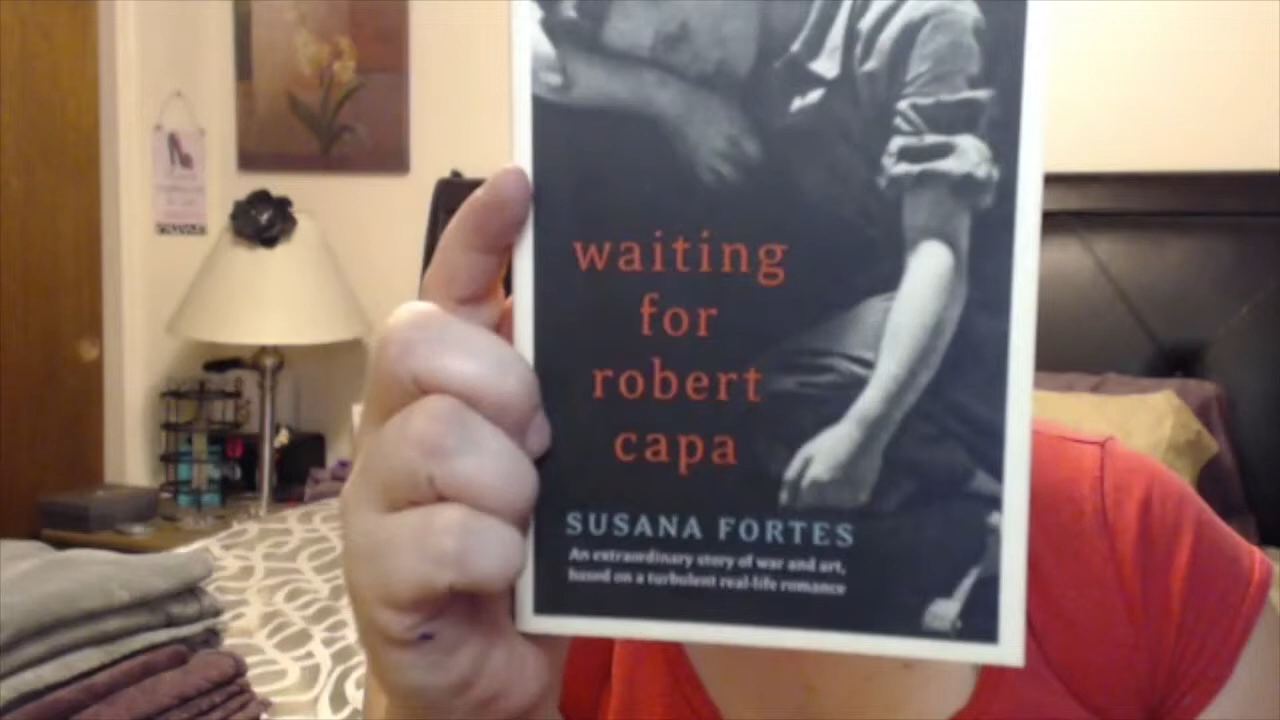 waiting
for
robert
capa
SUSANA FORTES
An extraordinary story of war and art,
based on a turbulent real-life romance